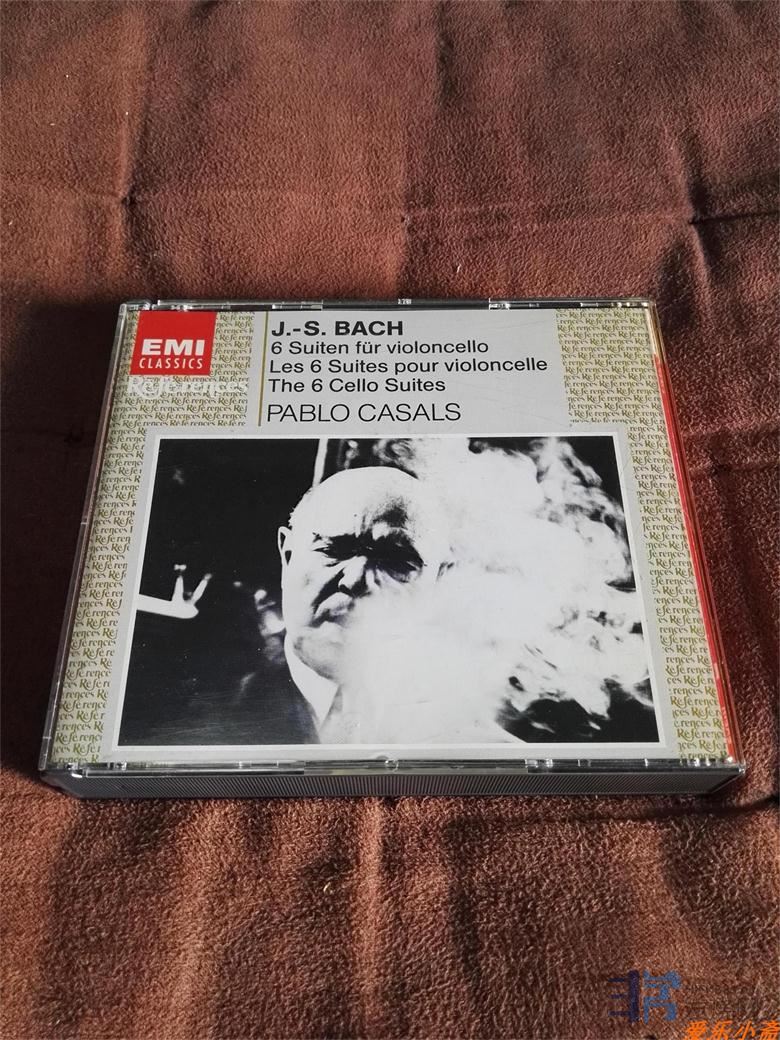 J.-S. BACH
6 Suiten für violoncello
Les 6 Suites pour violoncelle
The 6 Cello Suites
PABLO CASALS
EMI
CLASSICS
Références
爱乐小斋